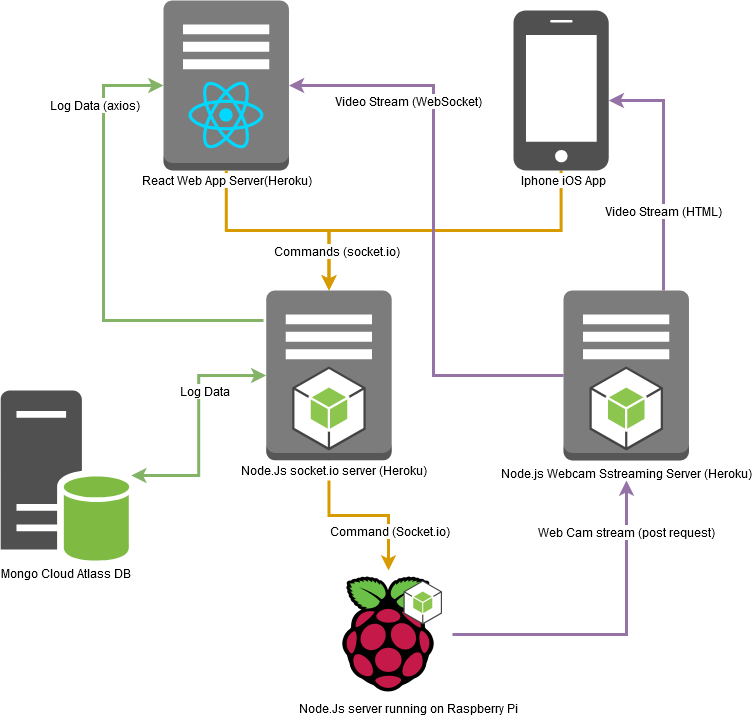 Log Data (axios)
Video Stream (WebSocket)
React Web App Server(Heroku)
Iphone iOS App
Video Stream (HTML)
Commands (socket.io)
Log Data
Node.Js socket.io server (Heroku)
Node.js Webcam Sstreaming Server (Heroku)
Command (Socket.io)
Web Cam stream (post request)
Mongo Cloud Atlass DB
Node.Js server running on Raspberry Pi